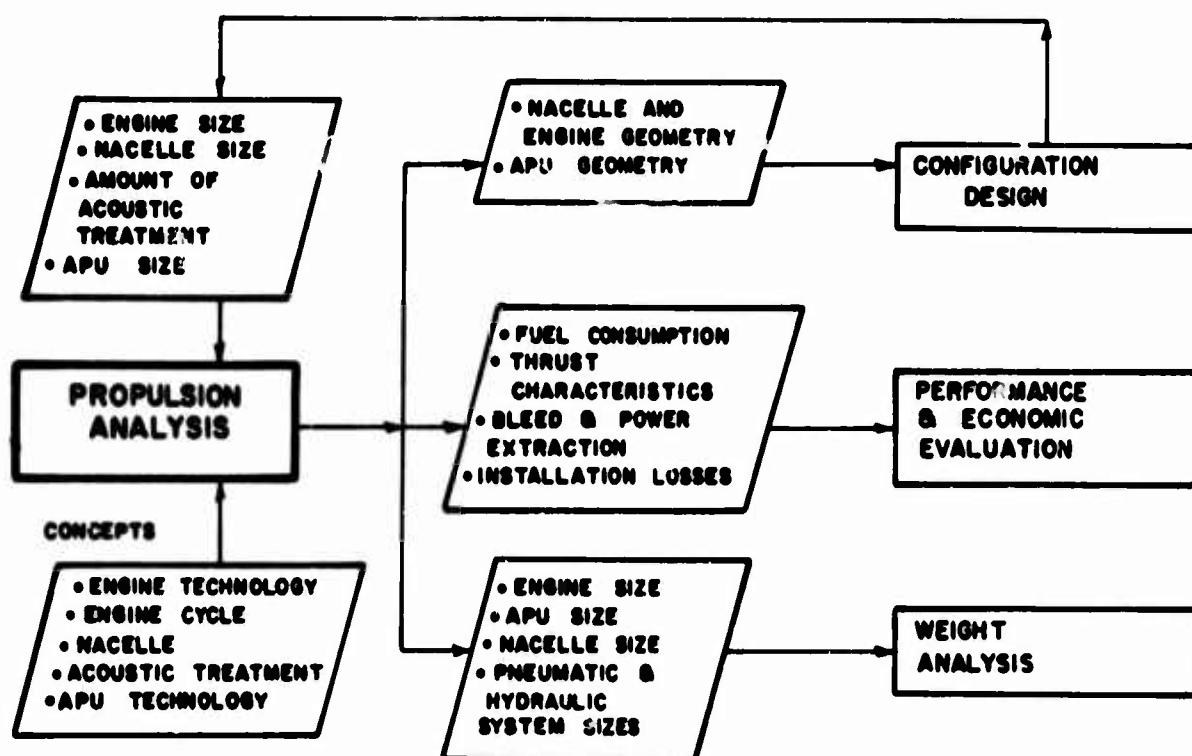 • ENGINE SIZE
• NACELLE SIZE
• AMOUNT OF
ACOUSTIC
TREATMENT
• APU SIZE
PROPULSION
ANALYSIS
CONCEPTS
• ENGINE TECHNOLOGY
• ENGINE CYCLE
• NACELLE
• ACOUSTIC TREATMENT
• APU TECHNOLOGY
• NACELLE AND
ENGINE GEOMETRY
• APU GEOMETRY
CONFIGURATION
DESIGN
• FUEL CONSUMPTION
• THRUST
CHARACTERISTICS
• BLEED & POWER
EXTRACTION
• INSTALLATION LOSSES
PERFORMANCE
& ECONOMIC
EVALUATION
• ENGINE SIZE
• APU SIZE
• NACELLE SIZE
• PNEUMATIC &
HYDRAULIC
SYSTEM SIZES
WEIGHT
ANALYSIS